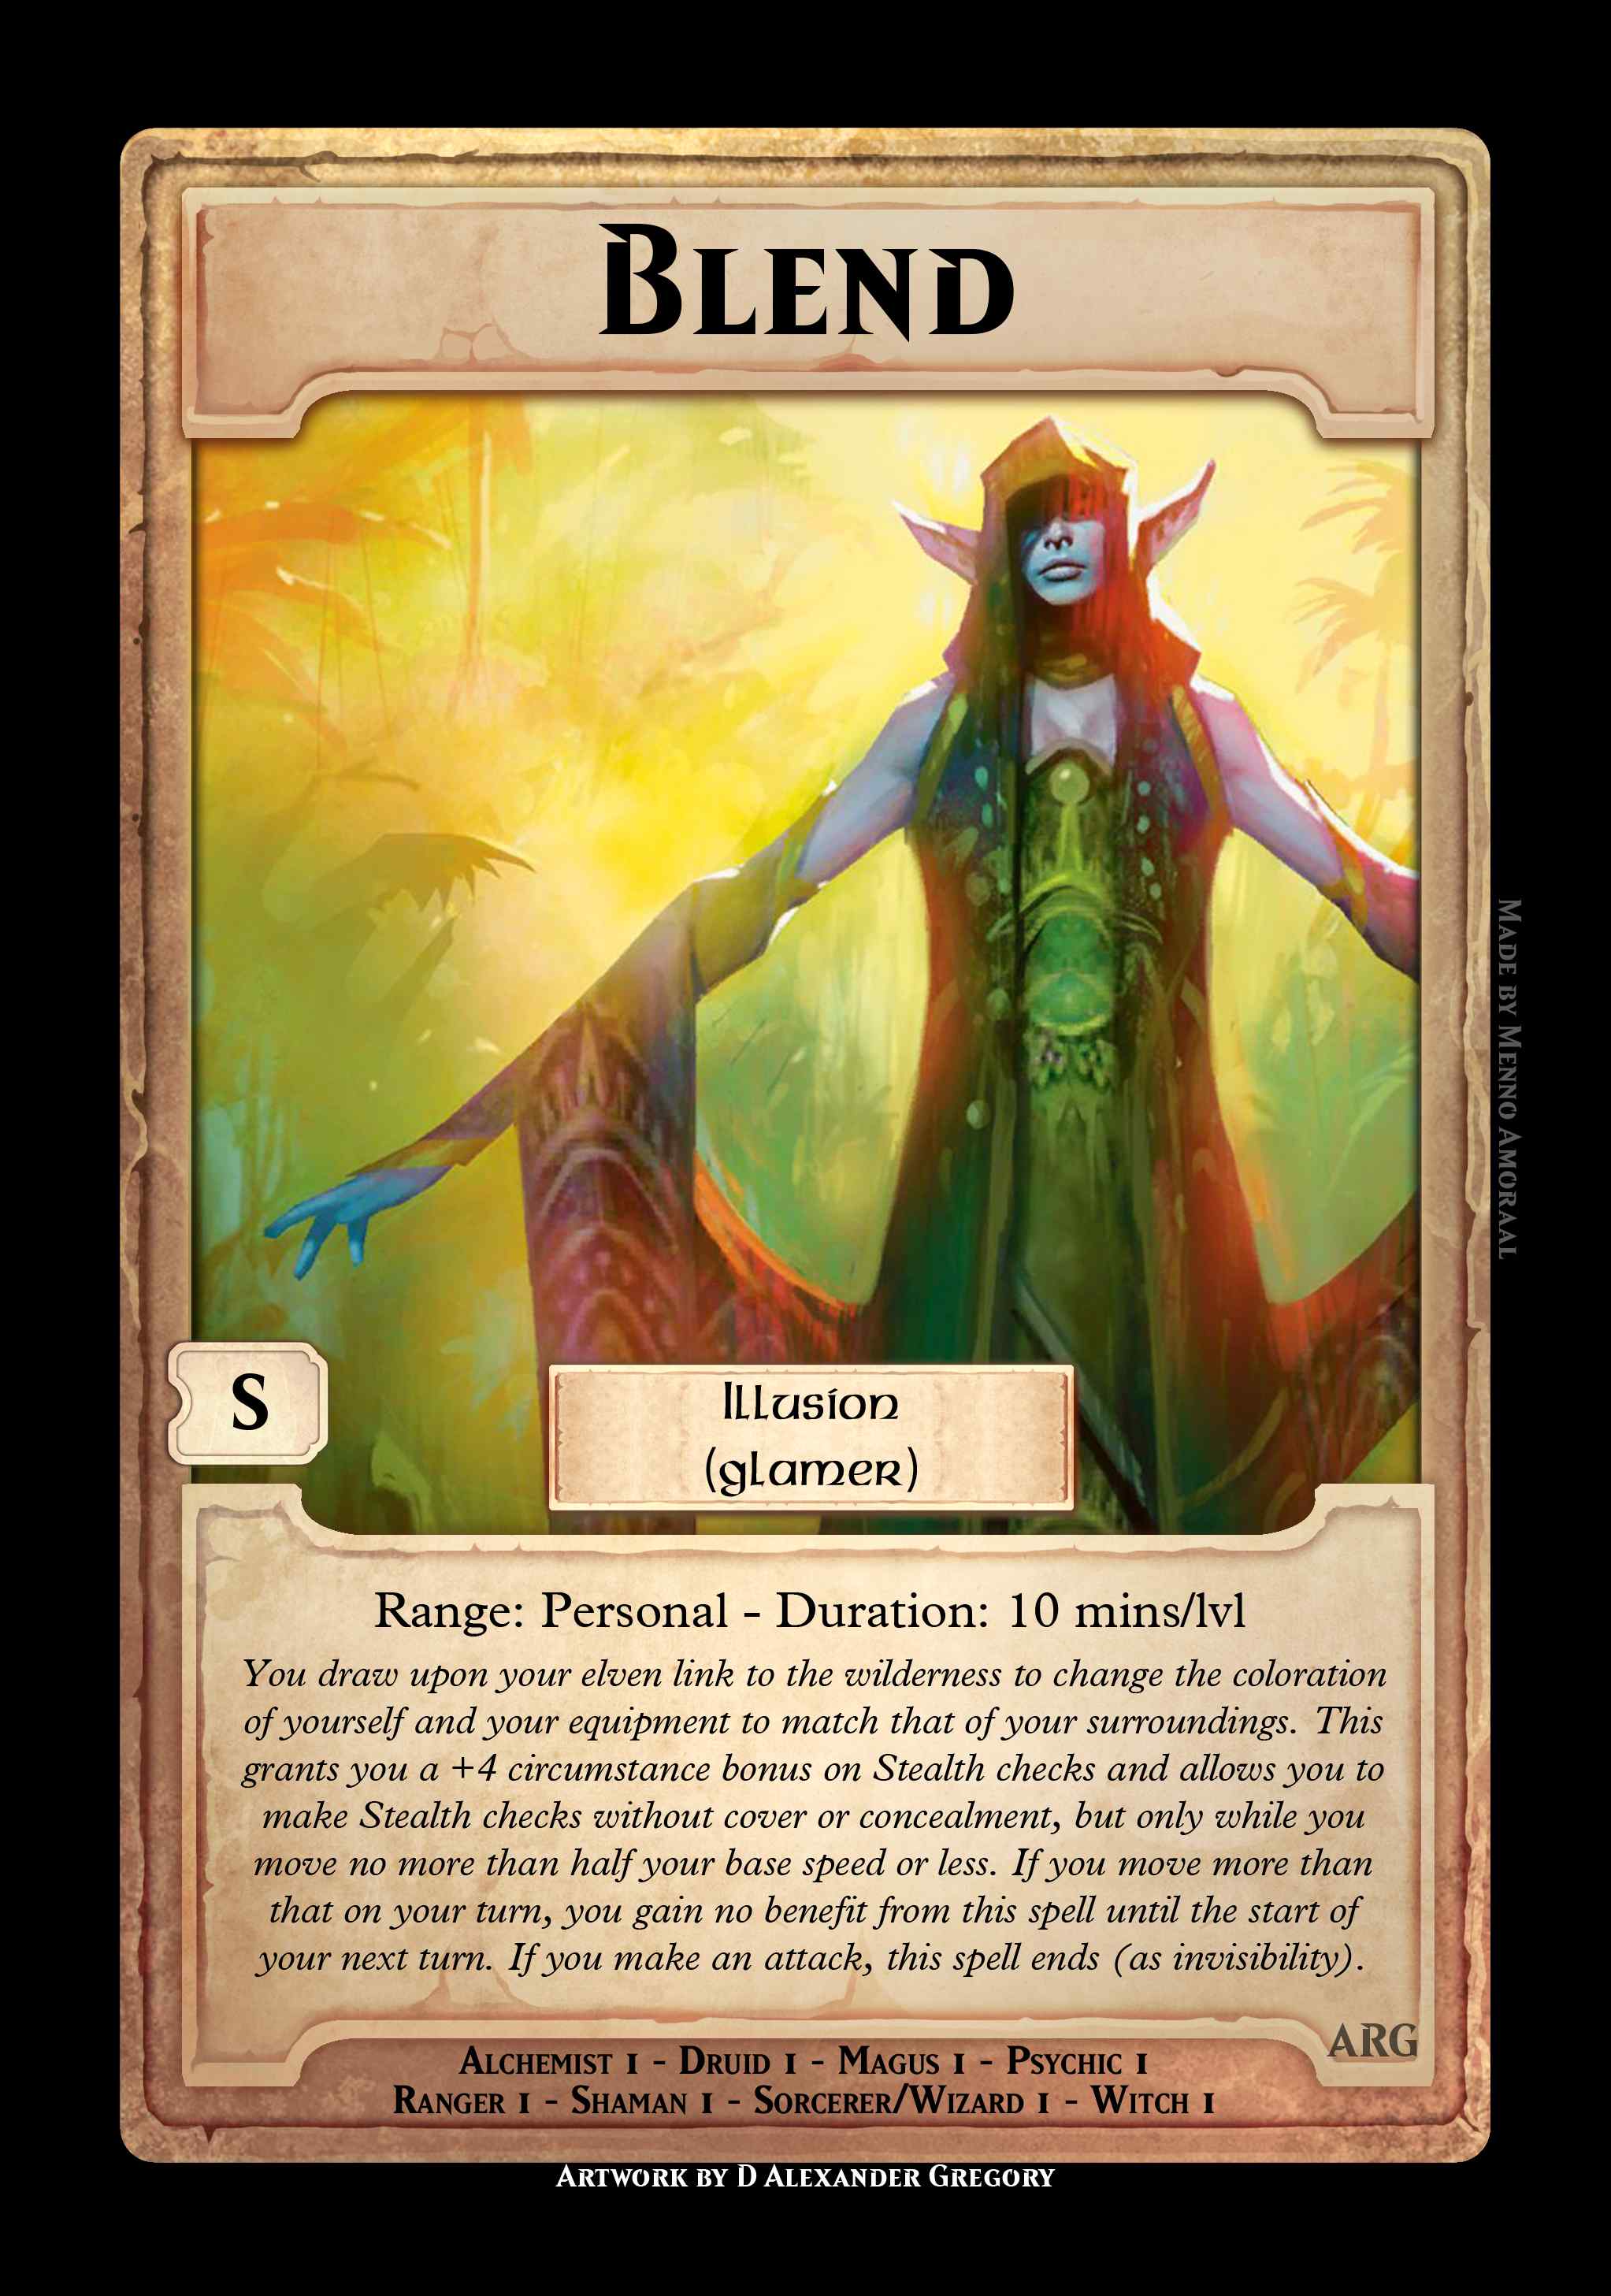 Blend
S
Illusion
(glamer)
Range: Personal - Duration: 10 mins/lvl
You draw upon your elven link to the wilderness to change the coloration
of yourself and your equipment to match that of your surroundings. This
grants you a +4 circumstance bonus on Stealth checks and allows you to
make Stealth checks without cover or concealment, but only while you
move no more than half your base speed or less. If you move more than
that on your turn, you gain no benefit from this spell until the start of
your next turn. If you make an attack, this spell ends (as invisibility).
ARG
Alchemist 1 - Druid 1 - Magus 1 - Psychic 1
Ranger 1 - Shaman 1 - Sorcerer/Wizard 1 - Witch 1
Artwork by D Alexander Gregory
Made by Menno Amoraal